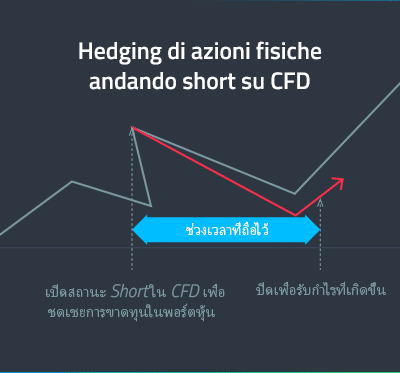 Hedging di azioni fisiche
andando short su CFD
ช่วงเวลาที่ถือไว้
เปิดสถานะ Short ใน CFD เพื่อ
ชดเชยการขาดทุนในพอร์ตหุ้น
ปิดเพื่อรับกำไรที่เกิดขึ้น